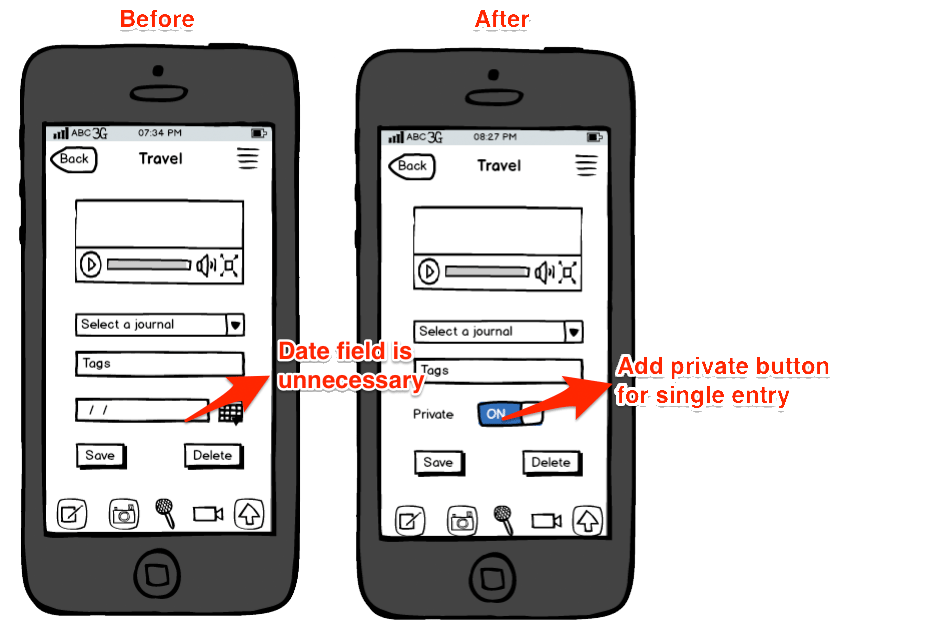 Before
After
ABC 3G 07:34 PM
Back
Travel
Select a journal
Tags
/ /
Save
Delete
Date field is
unnecessary
ABC 3G 08:27 PM
Back
Travel
Select a journal
Tags
Private
ON
Save
Delete
Add private button
for single entry